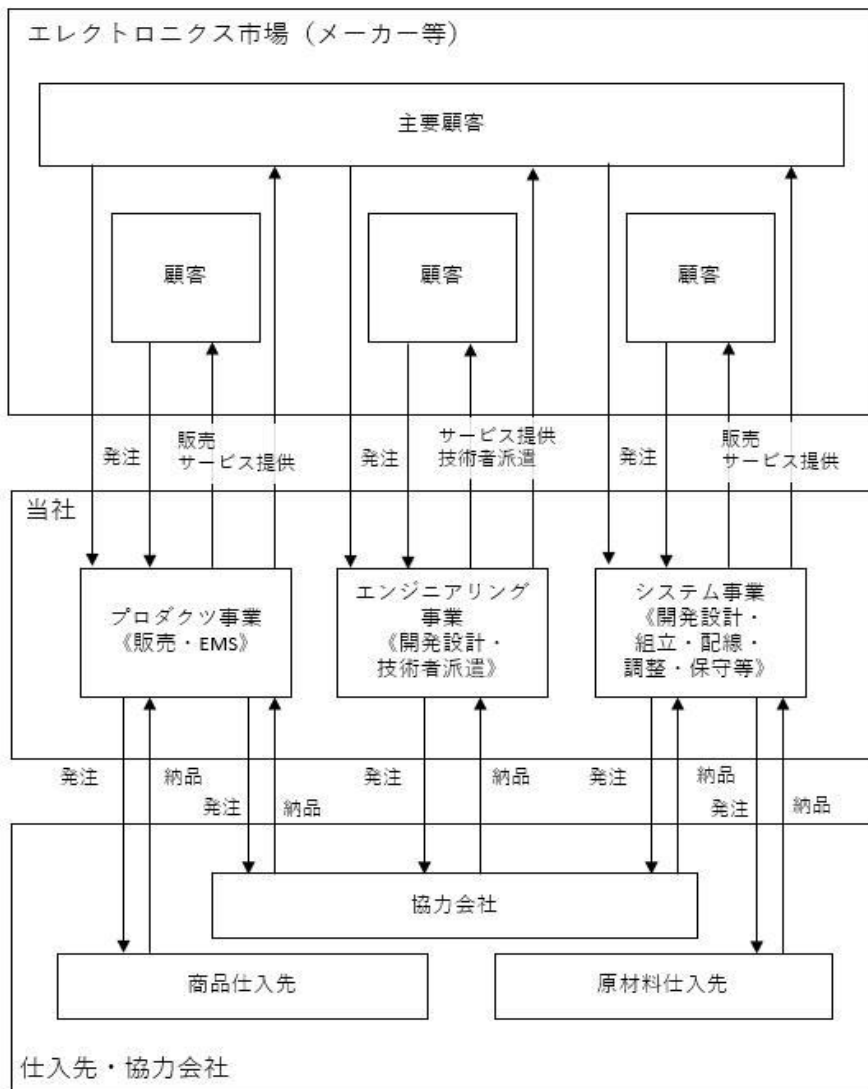 エレクトロニクス市場（メーカー等）
主要顧客
顧客
顧客
顧客
発注
販売
サービス提供
発注
サービス提供
技術者派遣
発注
販売
サービス提供
当社
プロダクツ事業
《販売・EMS》
エンジニアリング
事業
《開発設計・
技術者派遣》
システム事業
《開発設計・
組立・配線・
調整・保守等》
発注
納品
発注
納品
発注
納品
発注
納品
発注
納品
協力会社
商品仕入先
原材料仕入先
仕入先・協力会社